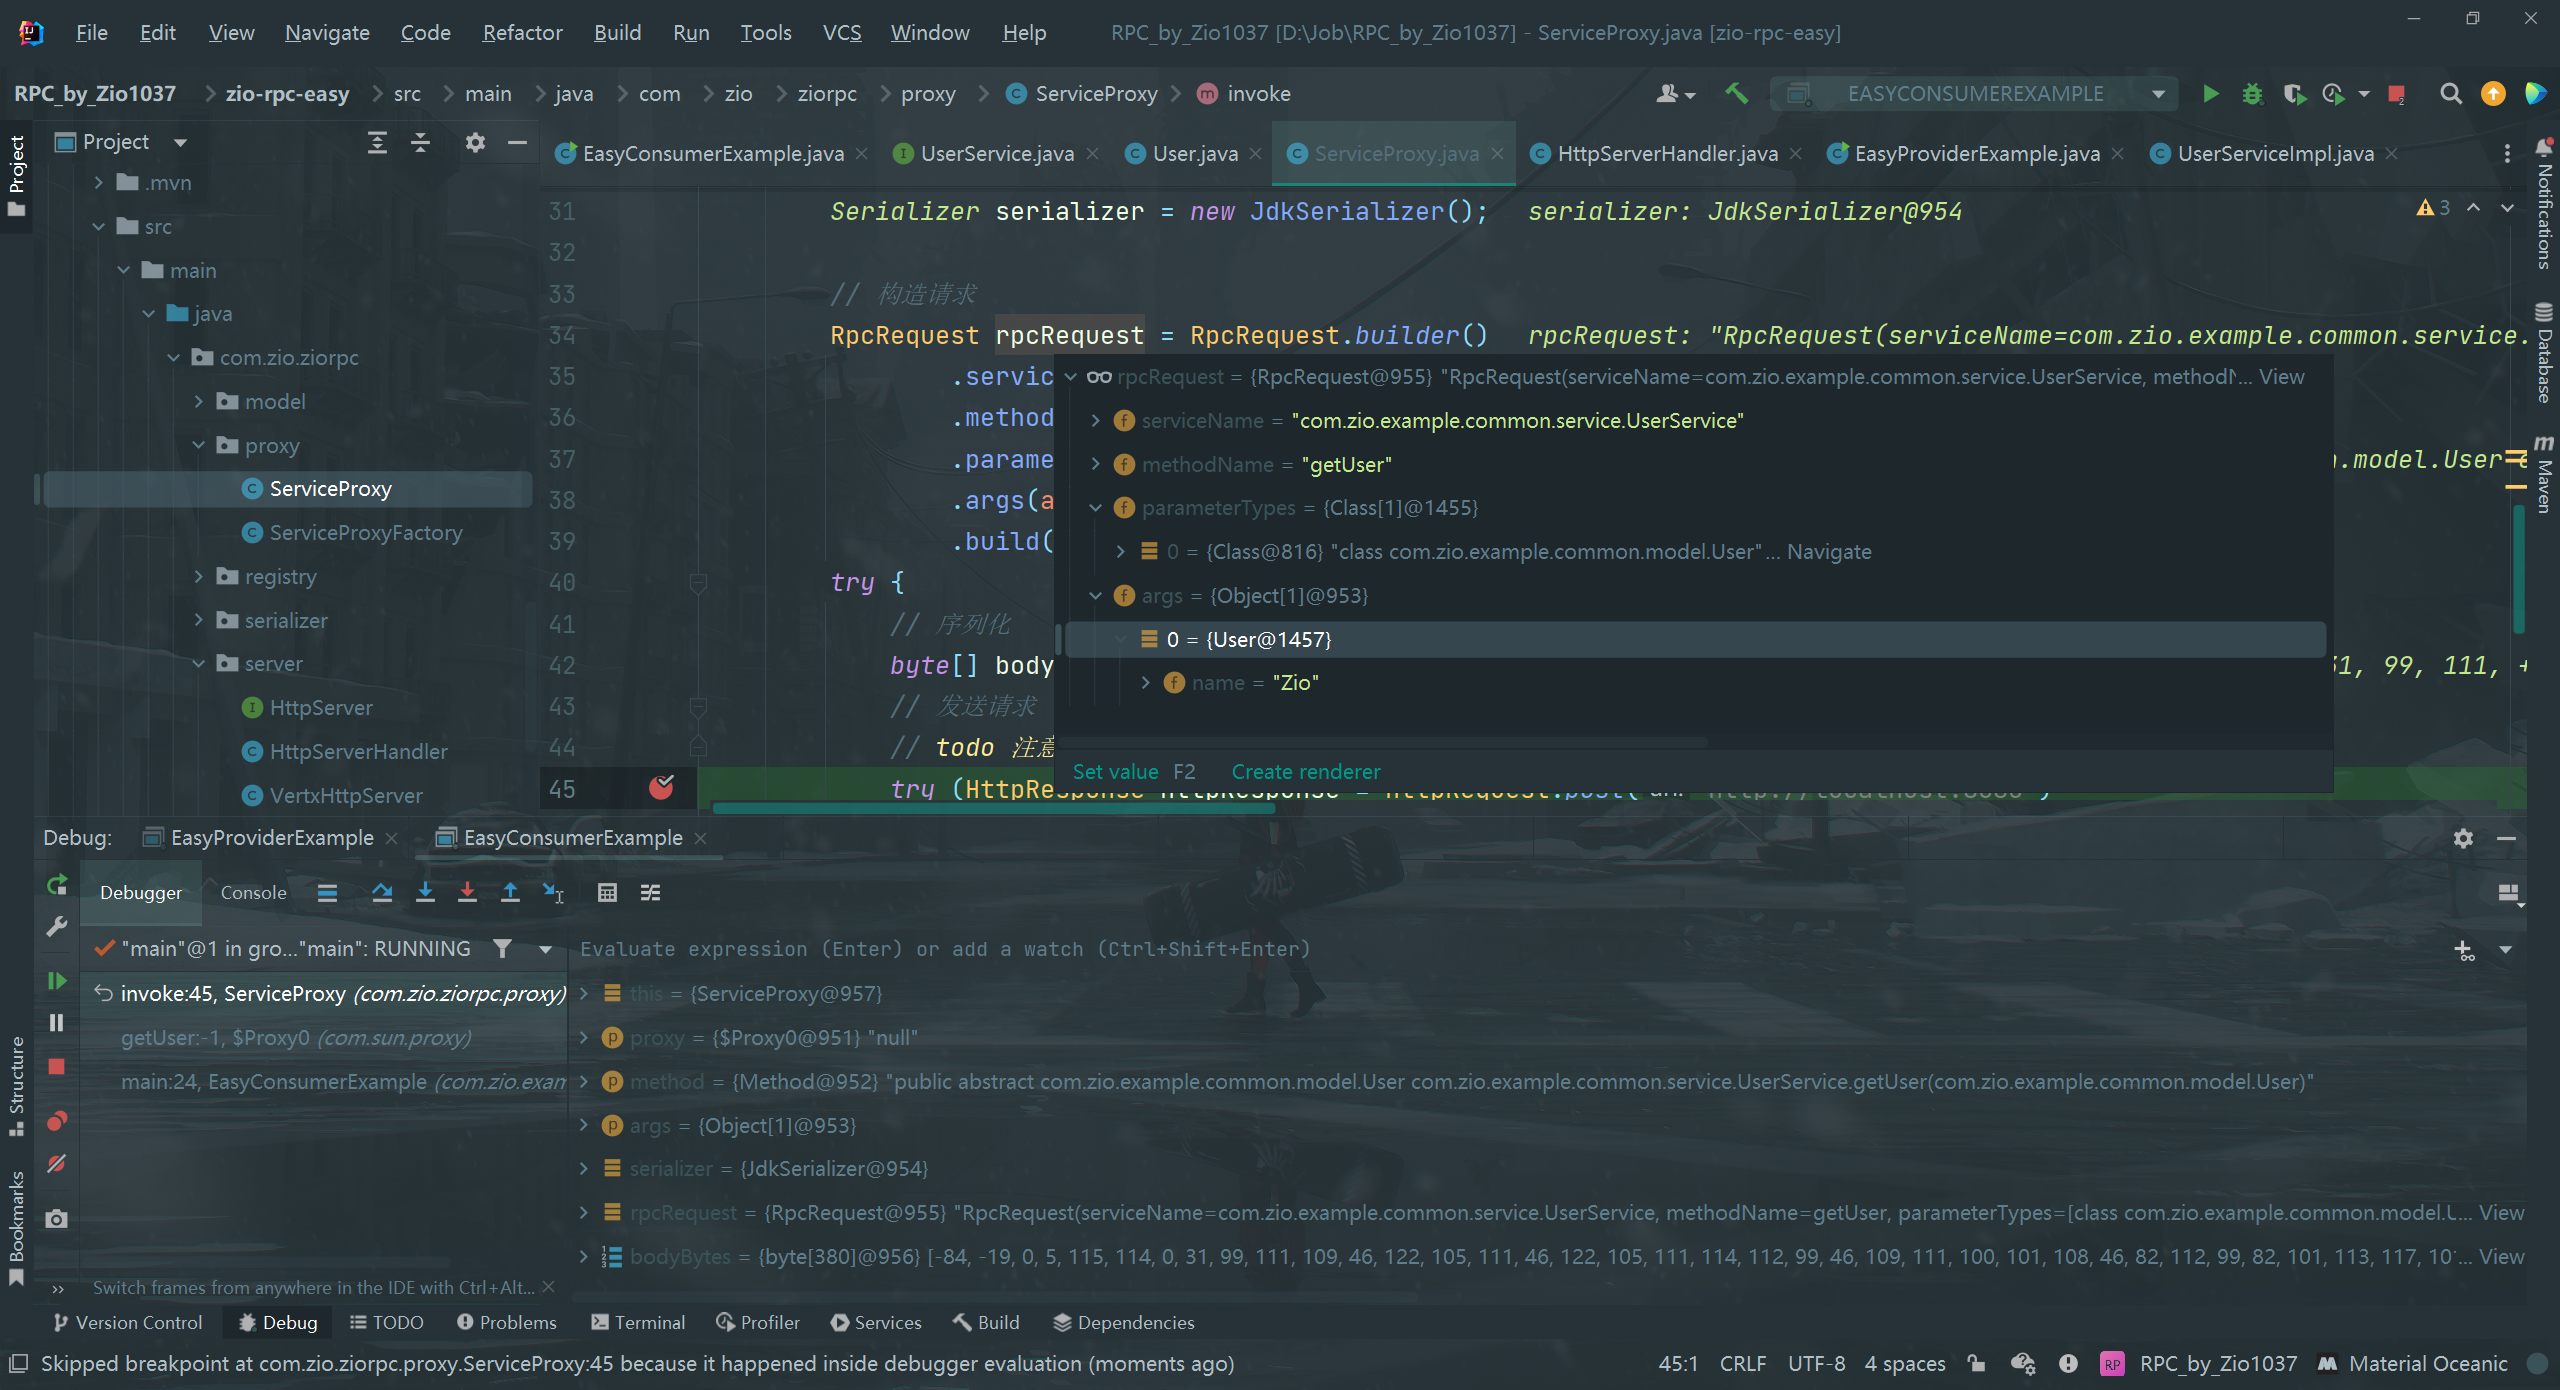 File Edit View Navigate Code Refactor Build Run Tools VCS Window Help RPC_by_Zio1037 [D:\Job\RPC_by_Zio1037] - ServiceProxy.java [zio-rpc-easy]
RPC_by_Zio1037 zio-rpc-easy src main java com zio ziorpc proxy ServiceProxy invoke EASYCONSUMEREXAMPLE
Project
Project
EasyConsumerExample.java UserService.java User.java ServiceProxy.java HttpServerHandler.java EasyProviderExample.java UserServiceImpl.java
.mvn
src
main
java
com.zio.ziorpc
model
proxy
ServiceProxy
ServiceProxyFactory
registry
serializer
server
HttpServer
HttpServerHandler
VertxHttpServer
31 Serializer serializer = new JdkSerializer(); serializer: JdkSerializer@954
3
32
33 // 构造请求
34 RpcRequest rpcRequest = RpcRequest.builder() rpcRequest: "RpcRequest(serviceName=com.zio.example.common.service.
35 .servic
36 .method
37 .parame
.model.User
38 .args(a
39 .build(
40 try {
41 // 序列化
42 byte[] body
31, 99, 111, +
43 // 发送请求
44 // todo 注意
45 try (HttpResponse httpResponse = HttpRequest.post( url: "http://localhost:8080")
rpcRequest = {RpcRequest@955} "RpcRequest(serviceName=com.zio.example.common.service.UserService, methodN... View
serviceName = "com.zio.example.common.service.UserService"
methodName = "getUser"
parameterTypes = {Class[1]@1455}
0 = {Class@816} "class com.zio.example.common.model.User"... Navigate
args = {Object[1]@953}
0 = {User@1457}
name = "Zio"
Set value F2 Create renderer
Notifications
Database
Maven
Debug: EasyProviderExample EasyConsumerExample
Debugger Console
"main"@1 in gro..."main": RUNNING
Evaluate expression (Enter) or add a watch (Ctrl+Shift+Enter)
invoke:45, ServiceProxy (com.zio.ziorpc.proxy)
getUser:-1, $Proxy0 (com.sun.proxy)
main:24, EasyConsumerExample (com.zio.exam
this = {ServiceProxy@957}
proxy = {$Proxy0@951} "null"
method = {Method@952} "public abstract com.zio.example.common.model.User com.zio.example.common.service.UserService.getUser(com.zio.example.common.model.User)"
args = {Object[1]@953}
serializer = {JdkSerializer@954}
rpcRequest = {RpcRequest@955} "RpcRequest(serviceName=com.zio.example.common.service.UserService, methodName=getUser, parameterTypes=[class com.zio.example.common.model.U... View
bodyBytes = {byte[380]@956} [-84, -19, 0, 5, 115, 114, 0, 31, 99, 111, 109, 46, 122, 105, 111, 46, 122, 105, 111, 114, 112, 99, 46, 109, 111, 100, 101, 108, 46, 82, 112, 99, 82, 101, 113, 117, 10... View
Structure
Bookmarks
Switch frames from anywhere in the IDE with Ctrl+Alt...
Version Control Debug TODO Problems Terminal Profiler Services Build Dependencies
Skipped breakpoint at com.zio.ziorpc.proxy.ServiceProxy:45 because it happened inside debugger evaluation (moments ago)
45:1 CRLF UTF-8 4 spaces RP RPC_by_Zio1037 Material Oceanic